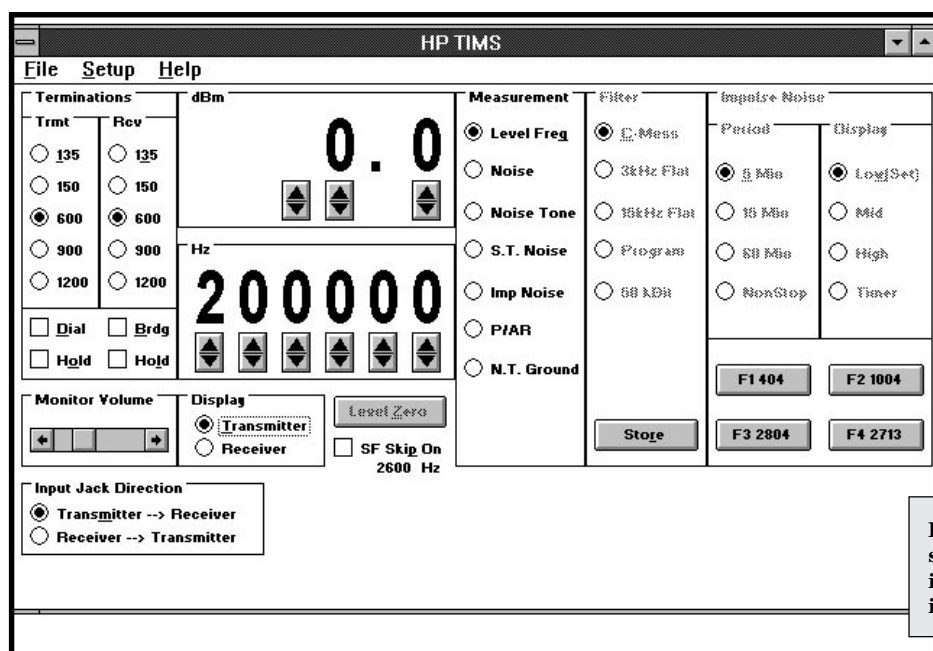 HP TIMS
File Setup Help
Terminations
Trmt
135
150
600
900
1200
Dial
Hold
Rcv
135
150
600
900
1200
Brdg
Hold
dBm
0.0
Hz
200000
Measurement
Level Freq
Noise
Noise Tone
S.T. Noise
Imp Noise
P/AR
N.T. Ground
Filter
C-Mess
3kHz Flat
15kHz Flat
Program
Store
Impulse Noise
Period
5 Min
15 Min
60 Min
NonStop
Display
Low(Set)
Mid
High
Timer
F1 404
F2 1004
F3 2804
F4 2713
Monitor Volume
Display
Transmitter
Receiver
Level Zero
SF Skip On
2600 Hz
Input Jack Direction
Transmitter --> Receiver
Receiver --> Transmitter